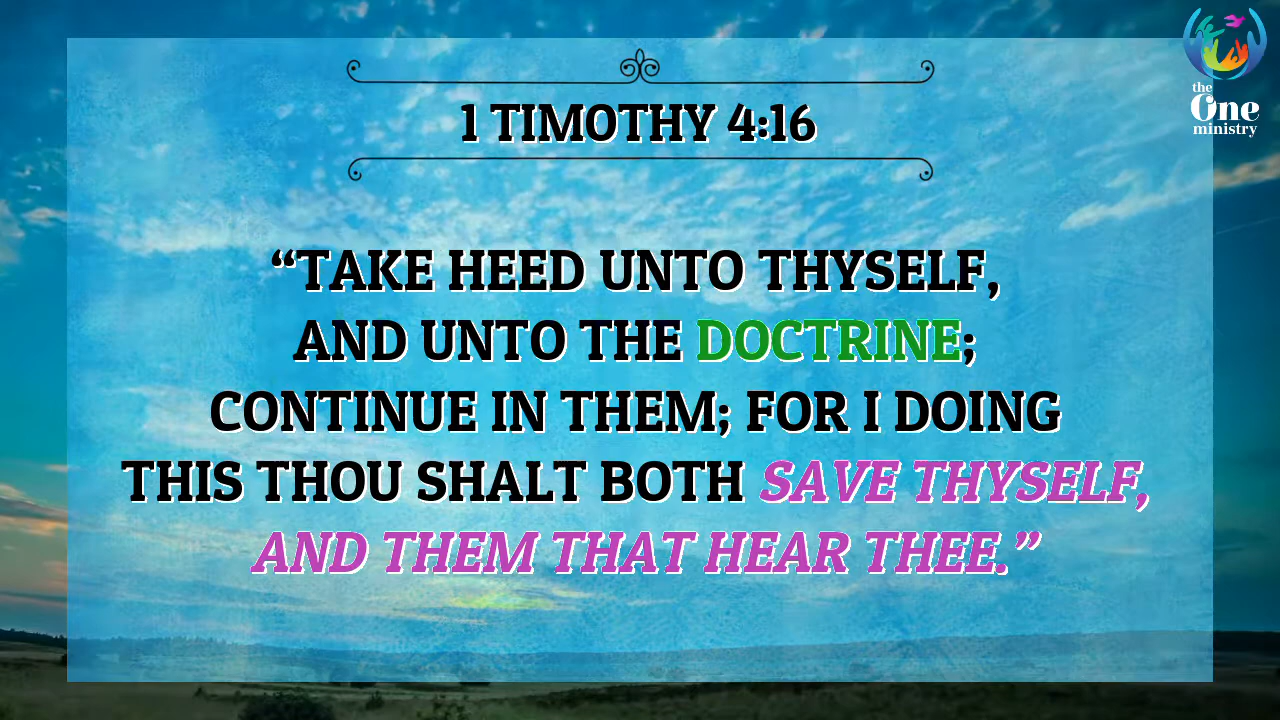 the
One
ministry
1 TIMOTHY 4:16
“TAKE HEED UNTO THYSELF,
AND UNTO THE DOCTRINE;
CONTINUE IN THEM; FOR I DOING
THIS THOU SHALT BOTH SAVE THYSELF,
AND THEM THAT HEAR THEE.”